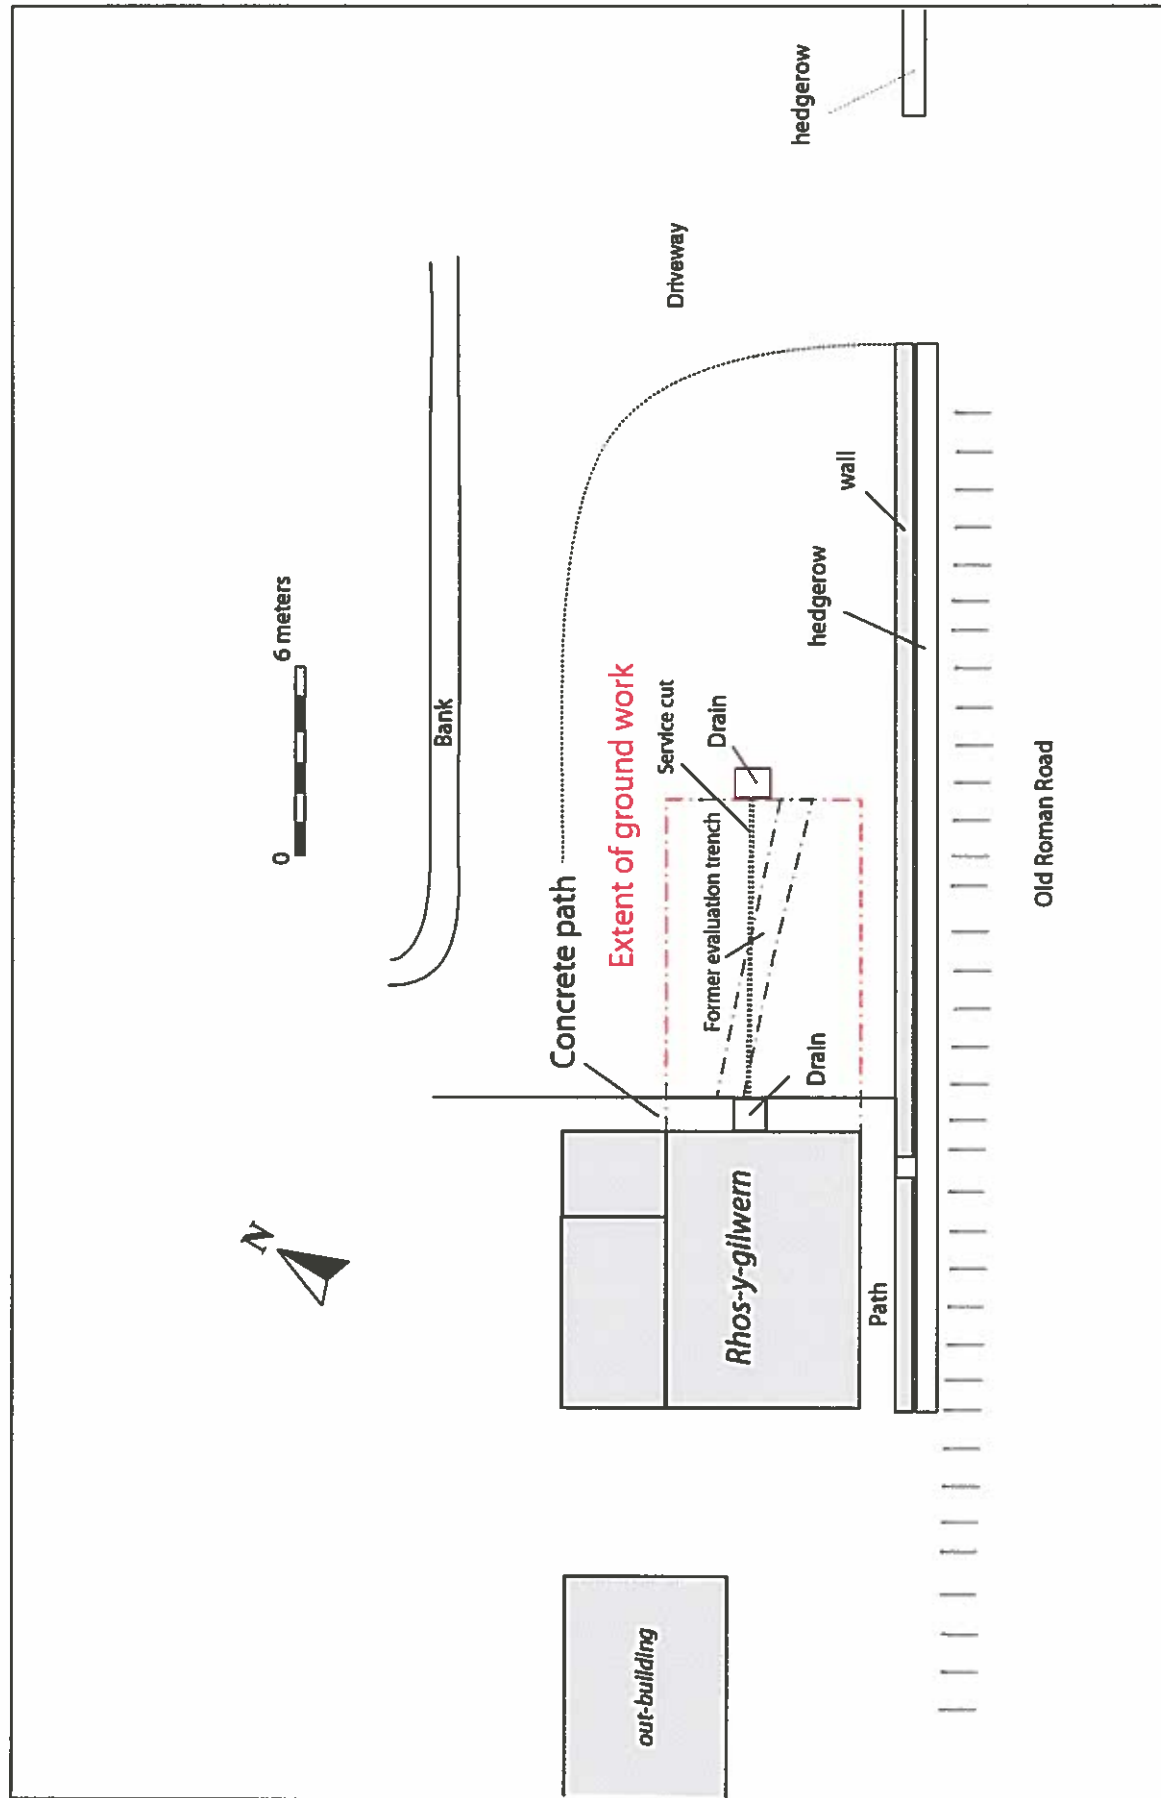 hedgerow
Driveway
wall
hedgerow
0
6 meters
Bank
Extent of ground work
Service cut
Drain
Former evaluation trench
Concrete path
Drain
Old Roman Road
N
Rhos-y-gilwern
Path
out-building